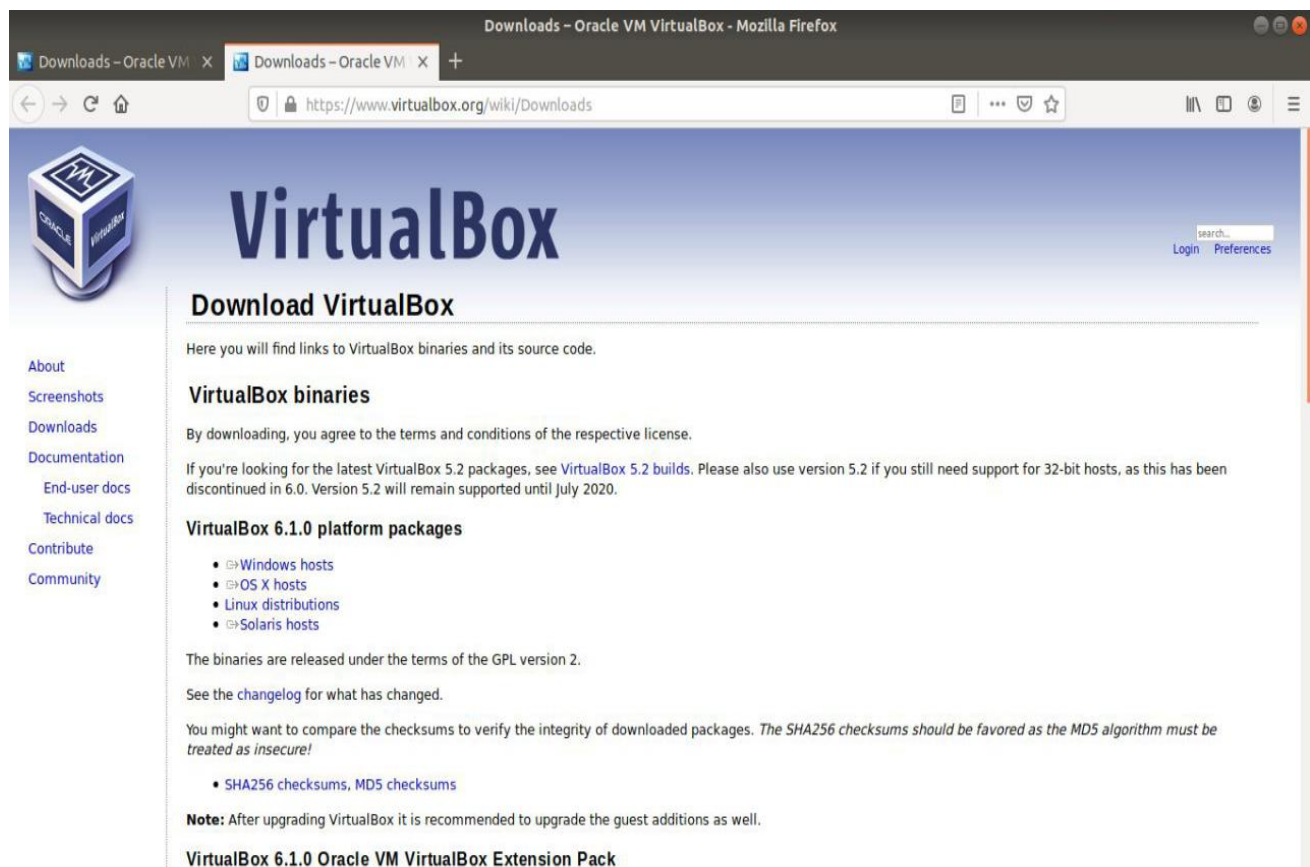 Downloads – Oracle VM VirtualBox - Mozilla Firefox
Downloads – Oracle VM
Downloads – Oracle VM
https://www.virtualbox.org/wiki/Downloads
ORACLE
VirtualBox
VirtualBox
search...
Login Preferences
Download VirtualBox
Here you will find links to VirtualBox binaries and its source code.
About
Screenshots
Downloads
Documentation
End-user docs
Technical docs
Contribute
Community
VirtualBox binaries
By downloading, you agree to the terms and conditions of the respective license.
If you're looking for the latest VirtualBox 5.2 packages, see VirtualBox 5.2 builds. Please also use version 5.2 if you still need support for 32-bit hosts, as this has been
discontinued in 6.0. Version 5.2 will remain supported until July 2020.
VirtualBox 6.1.0 platform packages
• Windows hosts
• OS X hosts
• Linux distributions
• Solaris hosts
The binaries are released under the terms of the GPL version 2.
See the changelog for what has changed.
You might want to compare the checksums to verify the integrity of downloaded packages. The SHA256 checksums should be favored as the MD5 algorithm must be
treated as insecure!
• SHA256 checksums, MD5 checksums
Note: After upgrading VirtualBox it is recommended to upgrade the guest additions as well.
VirtualBox 6.1.0 Oracle VM VirtualBox Extension Pack